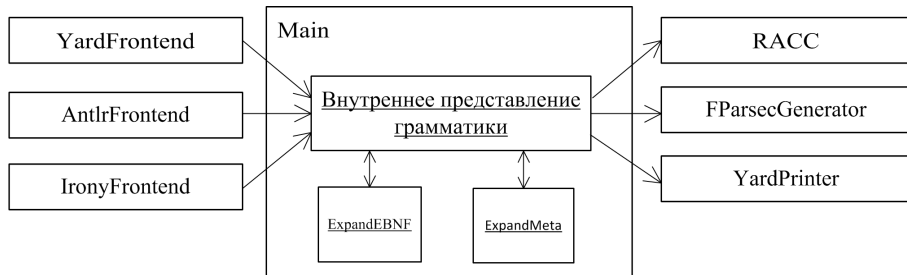 YardFrontend
AntlrFrontend
IronyFrontend
Main
Внутреннее представление
грамматики
ExpandEBNF
ExpandMeta
RACC
FParsecGenerator
YardPrinter